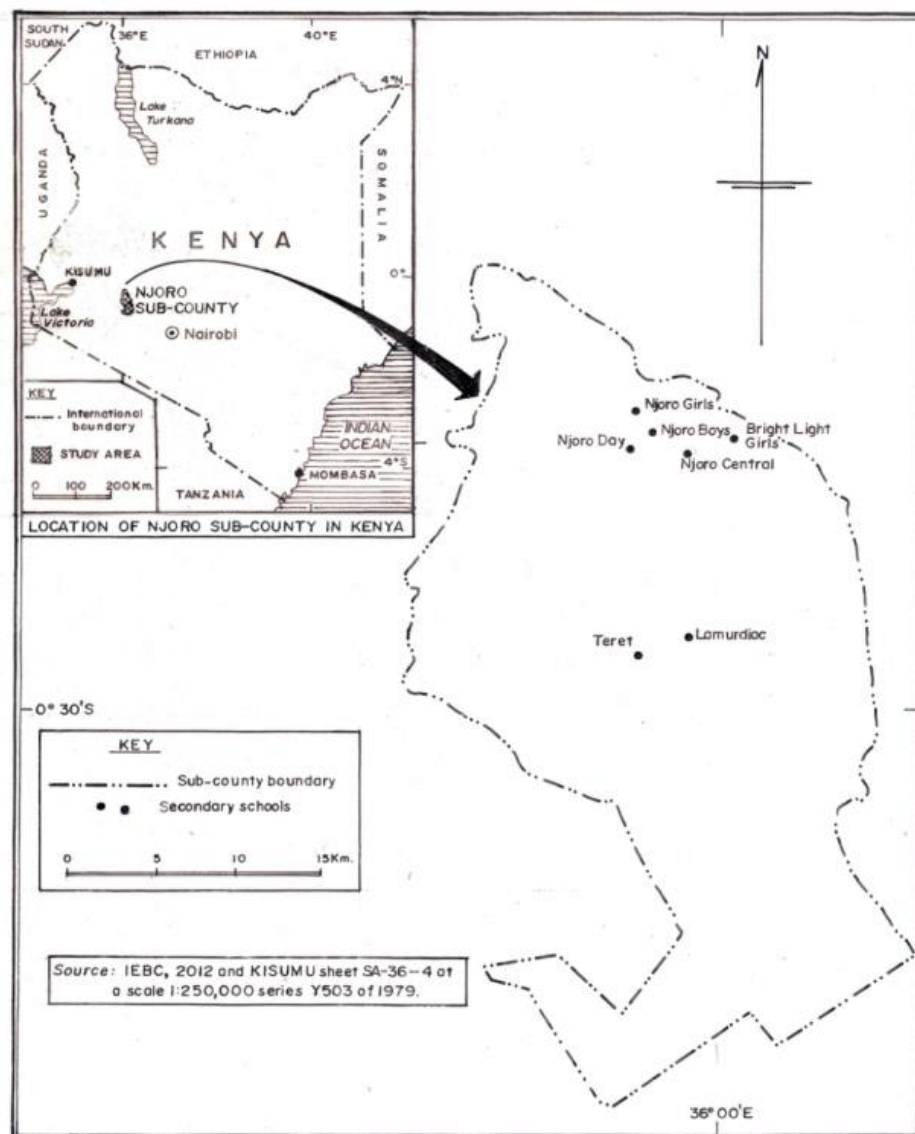 SOUTH
SUDAN
36°E
40°E
ETHIOPIA
4°N
Lake
Turkana
UGANDA
SOMALIA
KENYA
KISUMU
0°
NJORO
SUB-COUNTY
Lake
Victoria
Nairobi
KEY
International
boundary
STUDY AREA
0 100 200Km.
INDIAN
OCEAN
4°S
MOMBASA
TANZANIA
LOCATION OF NJORO SUB-COUNTY IN KENYA
N
Njoro Girls
Njoro Boys
Bright Light
Girls
Njoro Day
Njoro Central
Teret
Lamurdiac
0°30'S
KEY
Sub-county boundary
Secondary schools
0 5 10 15Km.
Source: IEBC, 2012 and KISUMU sheet SA-36-4 at
a scale 1:250,000 series Y503 of 1979.
36°00'E